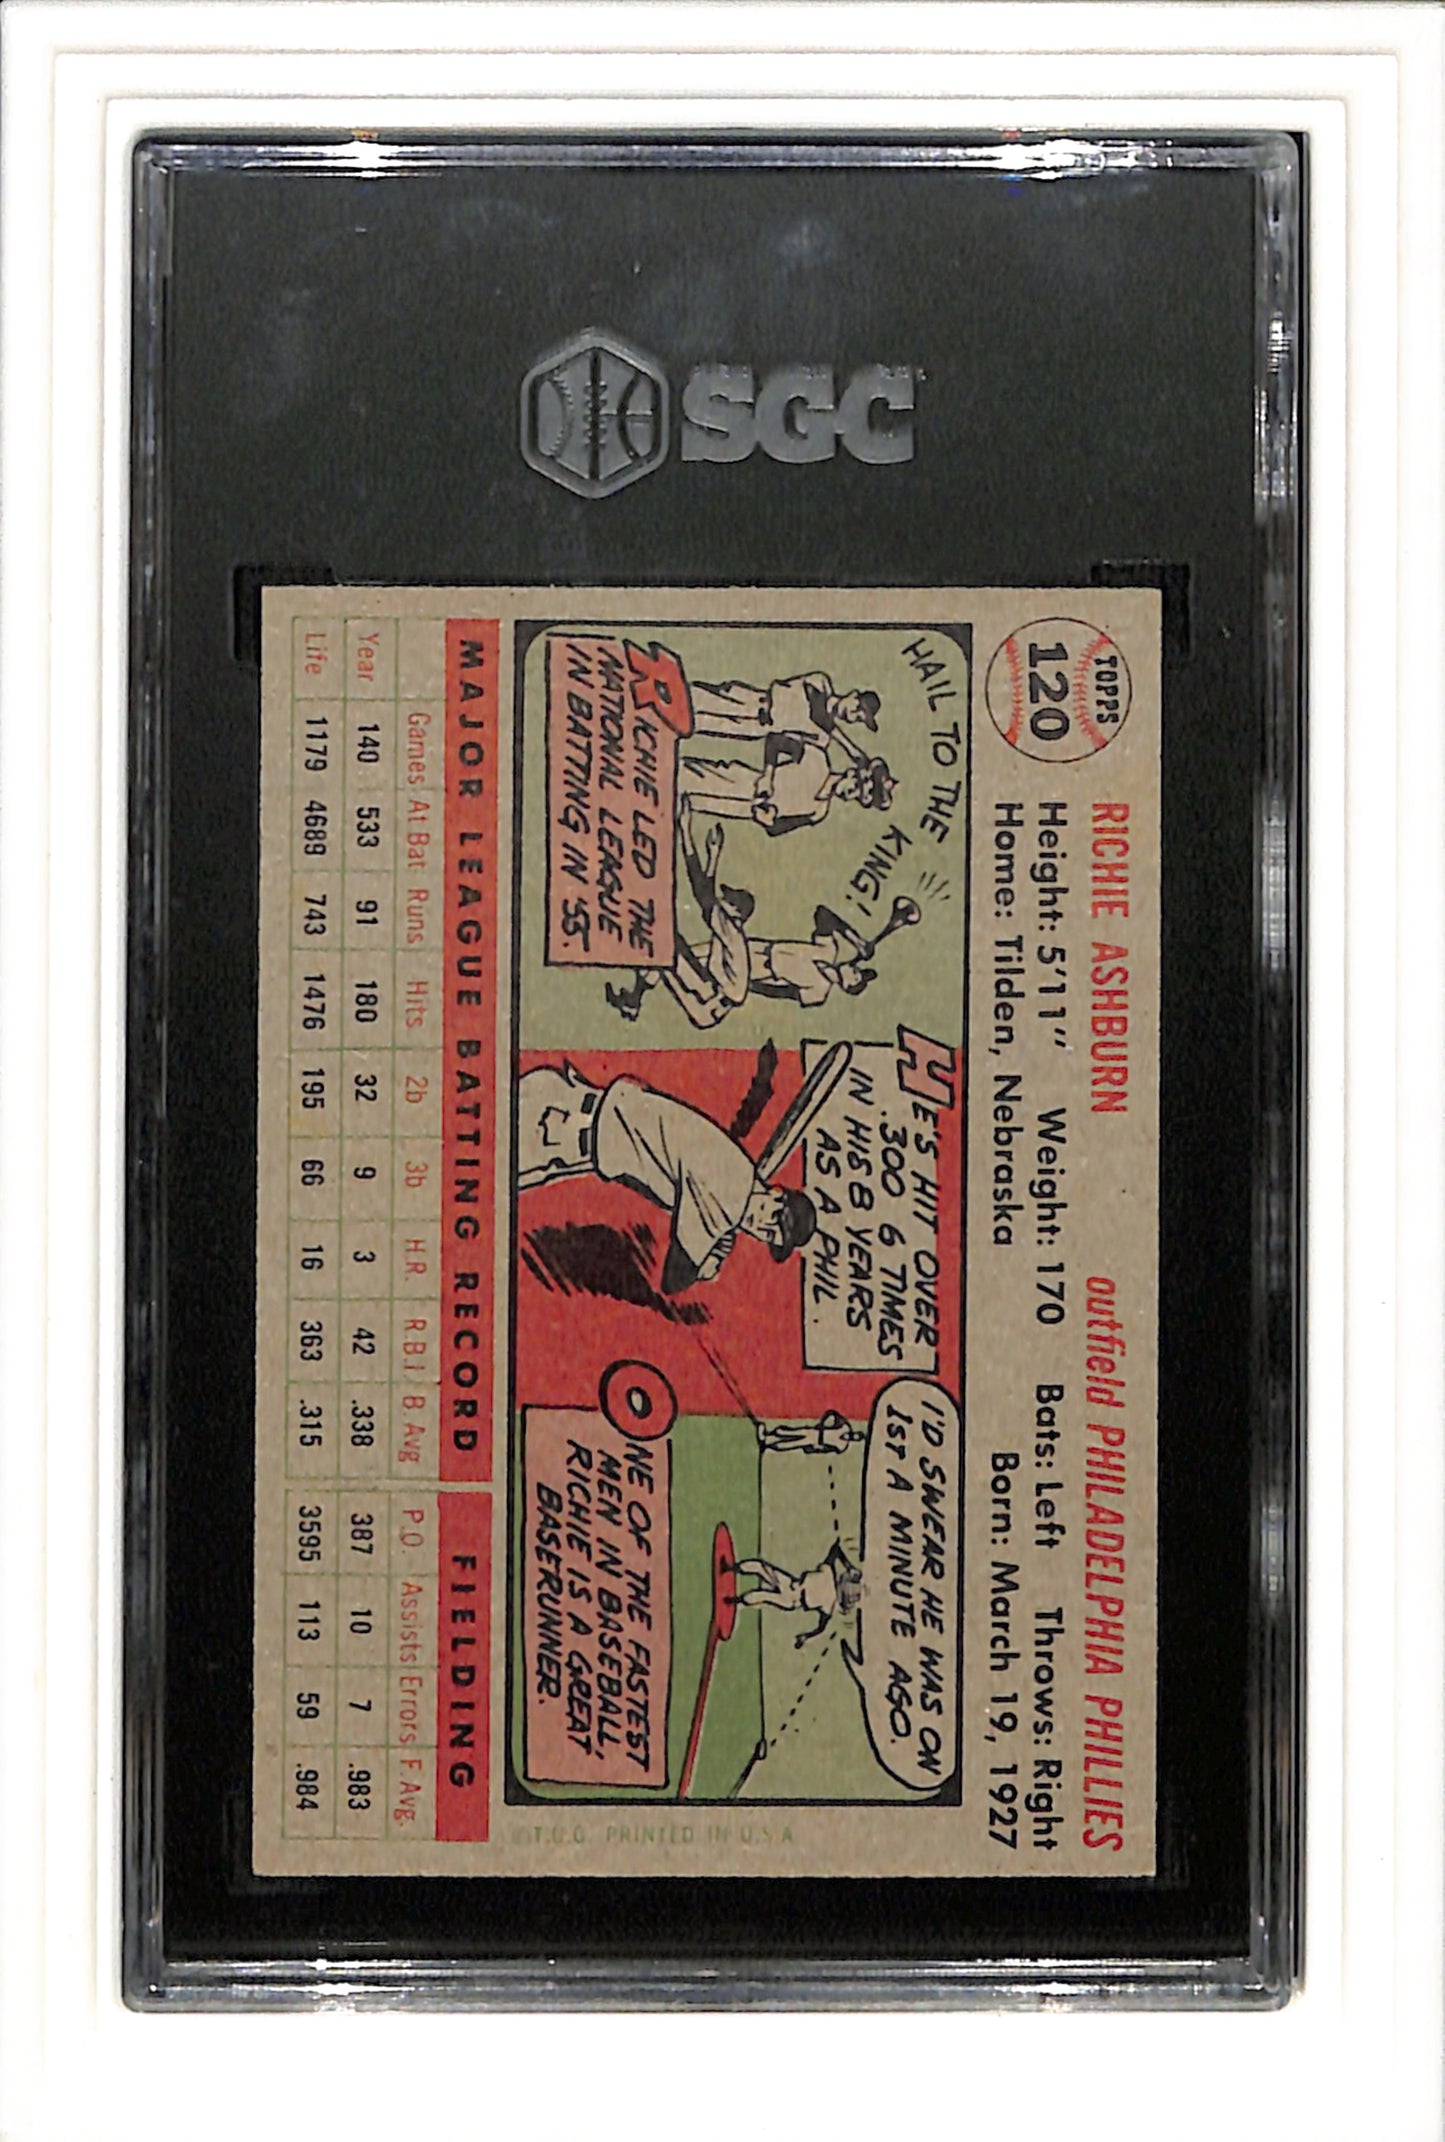 SGC
TOPPS
120
RICHIE ASHBURN outfield PHILADELPHIA PHILLIES
Height: 5'11" Weight: 170 Bats: Left Throws: Right
Home: Tilden, Nebraska Born: March 19, 1927
HAIL TO THE
KING!
RICHIE LED THE
NATIONAL LEAGUE
IN BATTING IN '55.
HE'S HIT OVER
.300 6 TIMES
IN HIS 8 YEARS
AS A PHIL.
I'D SWEAR HE WAS ON
1ST A MINUTE AGO.
ONE OF THE FASTEST
MEN IN BASEBALL,
RICHIE IS A GREAT
BASERUNNER.
T.C.G. PRINTED IN U.S.A
MAJOR LEAGUE BATTING RECORD FIELDING
Games At Bat Runs Hits 2b 3b H.R. R.B.I. B. Avg P.O. Assists Errors F. Avg.
Year 140 533 91 180 32 9 3 42 .338 387 10 7 .983
Life 1179 4689 743 1476 195 66 16 363 .315 3595 113 59 .984